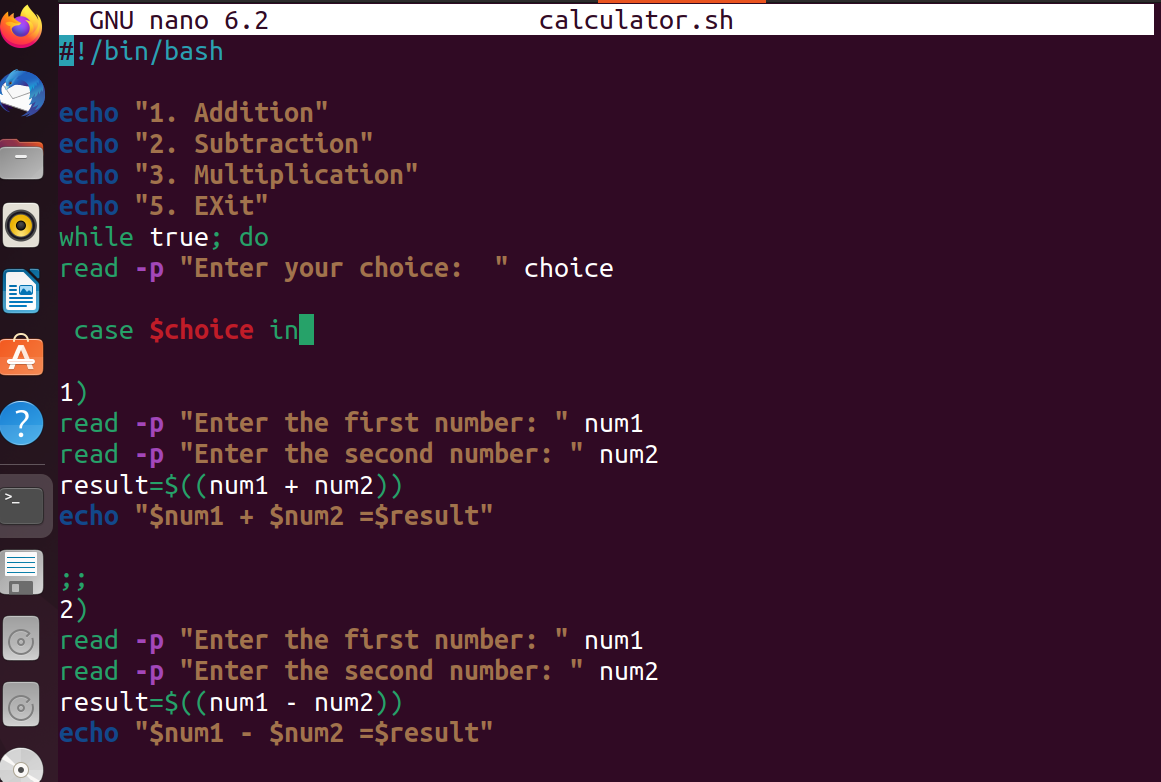 GNU nano 6.2 calculator.sh
#!/bin/bash
echo "1. Addition"
echo "2. Subtraction"
echo "3. Multiplication"
echo "5. EXit"
while true; do
read -p "Enter your choice:  " choice
case $choice in
1)
read -p "Enter the first number: " num1
read -p "Enter the second number: " num2
result=$((num1 + num2))
echo "$num1 + $num2 =$result"
;;
2)
read -p "Enter the first number: " num1
read -p "Enter the second number: " num2
result=$((num1 - num2))
echo "$num1 - $num2 =$result"